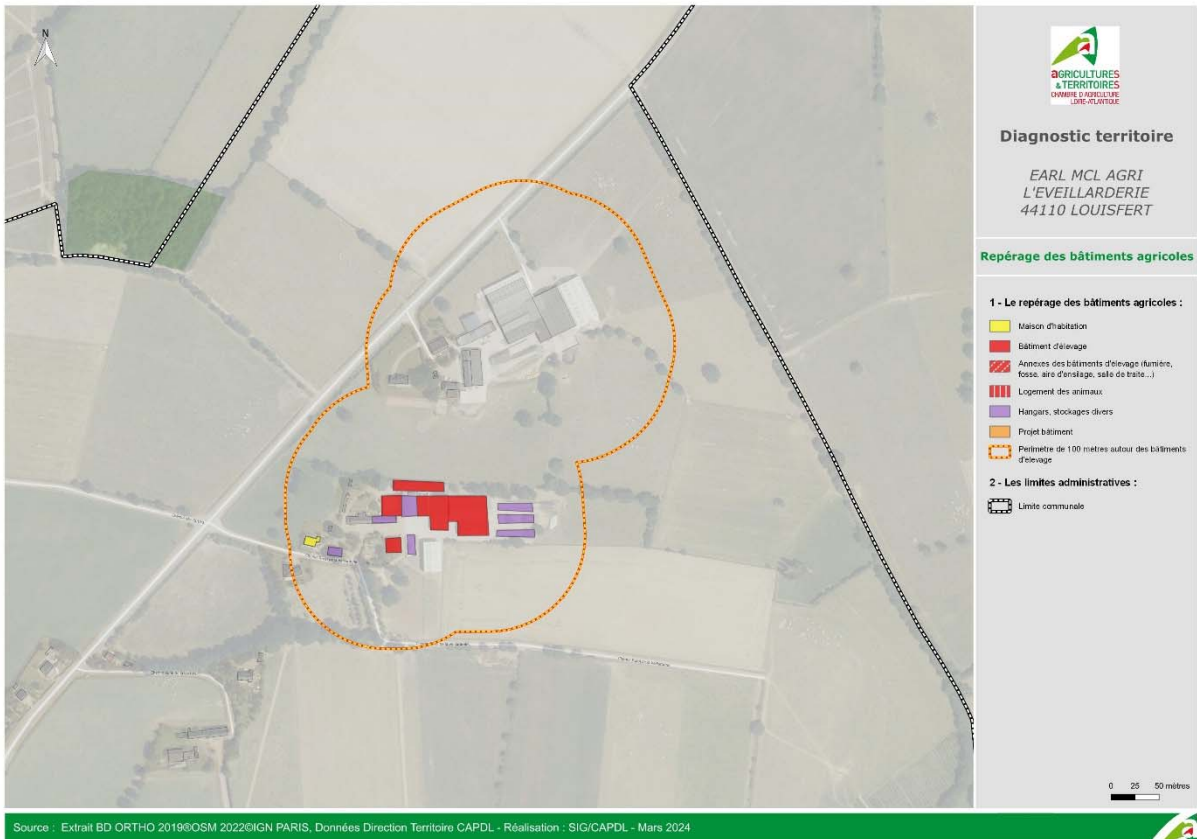 N
aGRICULTURES
& TERRITOIRES
CHAMBRE D'AGRICULTURE
LOIRE-ATLANTIQUE
Diagnostic territoire
EARL MCL AGRI
L'EVEILLARDERIE
44110 LOUISFERT
Repérage des bâtiments agricoles
1 - Le repérage des bâtiments agricoles :
Maison d'habitation
Bâtiment d'élevage
Annexes des bâtiments d'élevage (fumière,
fosse, aire d'ensilage, salle de traite...)
Logement des animaux
Hangars, stockages divers
Projet bâtiment
Périmètre de 100 mètres autour des bâtiments
d'élevage
2 - Les limites administratives :
Limite communale
0 25 50 mètres
Source : Extrait BD ORTHO 2019®OSM 2022©IGN PARIS, Données Direction Territoire CAPDL - Réalisation : SIG/CAPDL - Mars 2024